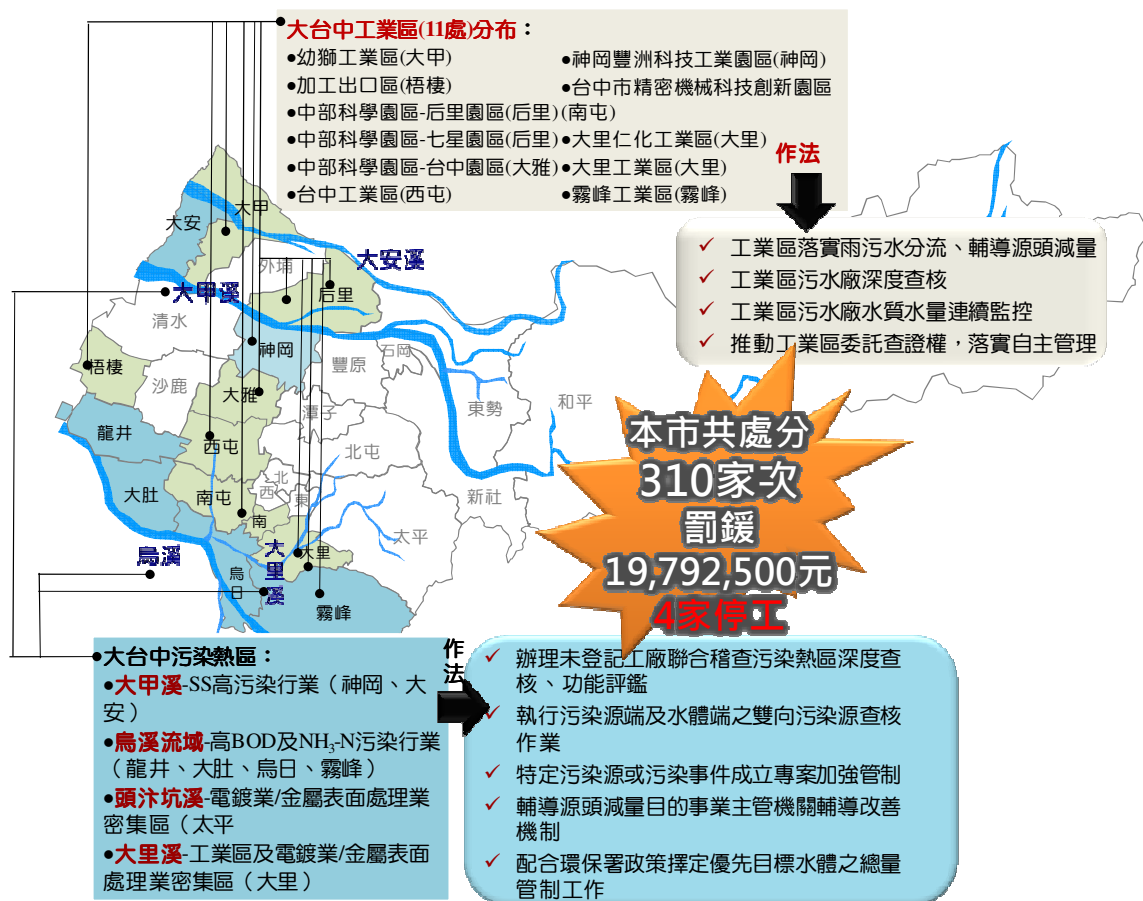 大台中工業區(11處)分布：
●幼獅工業區(大甲)
●加工出口區(梧棲)
●中部科學園區-后里園區(后里)
●中部科學園區-七星園區(后里)
●中部科學園區-台中園區(大雅)
●台中工業區(西屯)
●神岡豐洲科技工業園區(神岡)
●台中市精密機械科技創新園區
(南屯)
●大里仁化工業區(大里)
●大里工業區(大里)
●霧峰工業區(霧峰)
作法
✓ 工業區落實雨污水分流、輔導源頭減量
✓ 工業區污水廠深度查核
✓ 工業區污水廠水質水量連續監控
✓ 推動工業區委託查證權，落實自主管理
大甲
大安
外埔
大安溪
后里
大甲溪
清水
神岡
石岡
豐原
梧棲
沙鹿
大雅
潭子
東勢
和平
龍井
西屯
北屯
大肚
南屯
北
西
東
南
新社
太平
烏溪
大里溪
大里
烏日
霧峰
本市共處分
310家次
罰鍰
19,792,500元
4家停工
●大台中污染熱區：
●大甲溪-SS高污染行業（神岡、大
安）
●烏溪流域-高BOD及NH₃-N污染行業
（龍井、大肚、烏日、霧峰）
●頭汴坑溪-電鍍業/金屬表面處理業
密集區（太平
●大里溪-工業區及電鍍業/金屬表面
處理業密集區（大里）
作法
✓ 辦理未登記工廠聯合稽查污染熱區深度查
核、功能評鑑
✓ 執行污染源端及水體端之雙向污染源查核
作業
✓ 特定污染源或污染事件成立專案加強管制
✓ 輔導源頭減量目的事業主管機關輔導改善
機制
✓ 配合環保署政策擇定優先目標水體之總量
管制工作